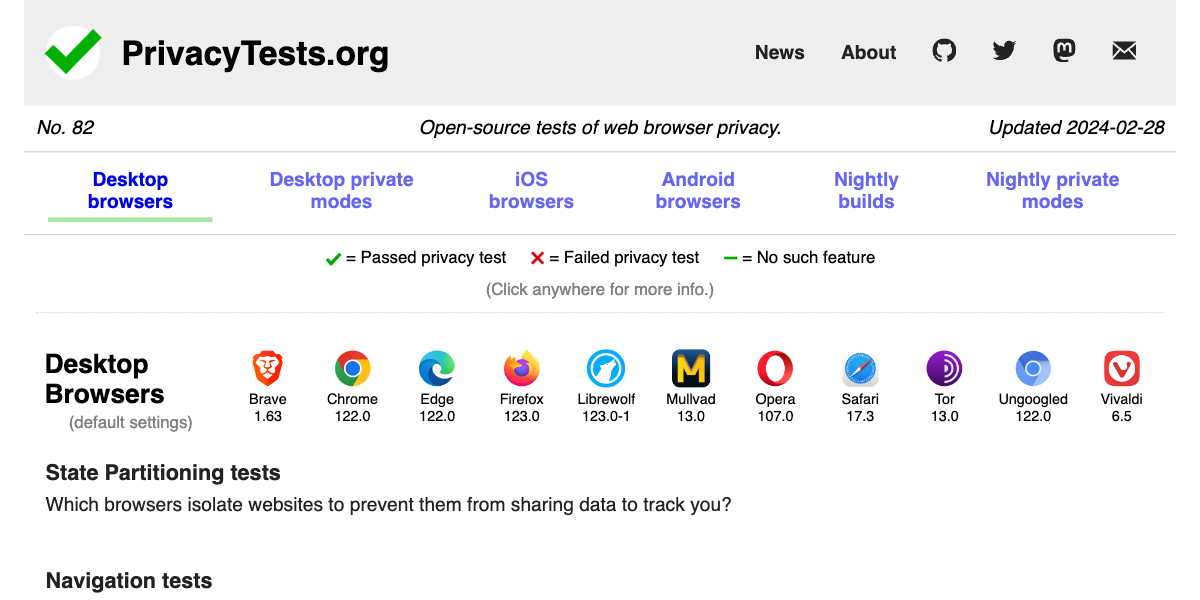 PrivacyTests.org
News About
No. 82 Open-source tests of web browser privacy. Updated 2024-02-28
Desktop browsers Desktop private modes iOS browsers Android browsers Nightly builds Nightly private modes
= Passed privacy test = Failed privacy test = No such feature
(Click anywhere for more info.)
Desktop Browsers
(default settings)
Brave 1.63
Chrome 122.0
Edge 122.0
Firefox 123.0
Librewolf 123.0-1
Mullvad 13.0
Opera 107.0
Safari 17.3
Tor 13.0
Ungoogled 122.0
Vivaldi 6.5
State Partitioning tests
Which browsers isolate websites to prevent them from sharing data to track you?
Navigation tests